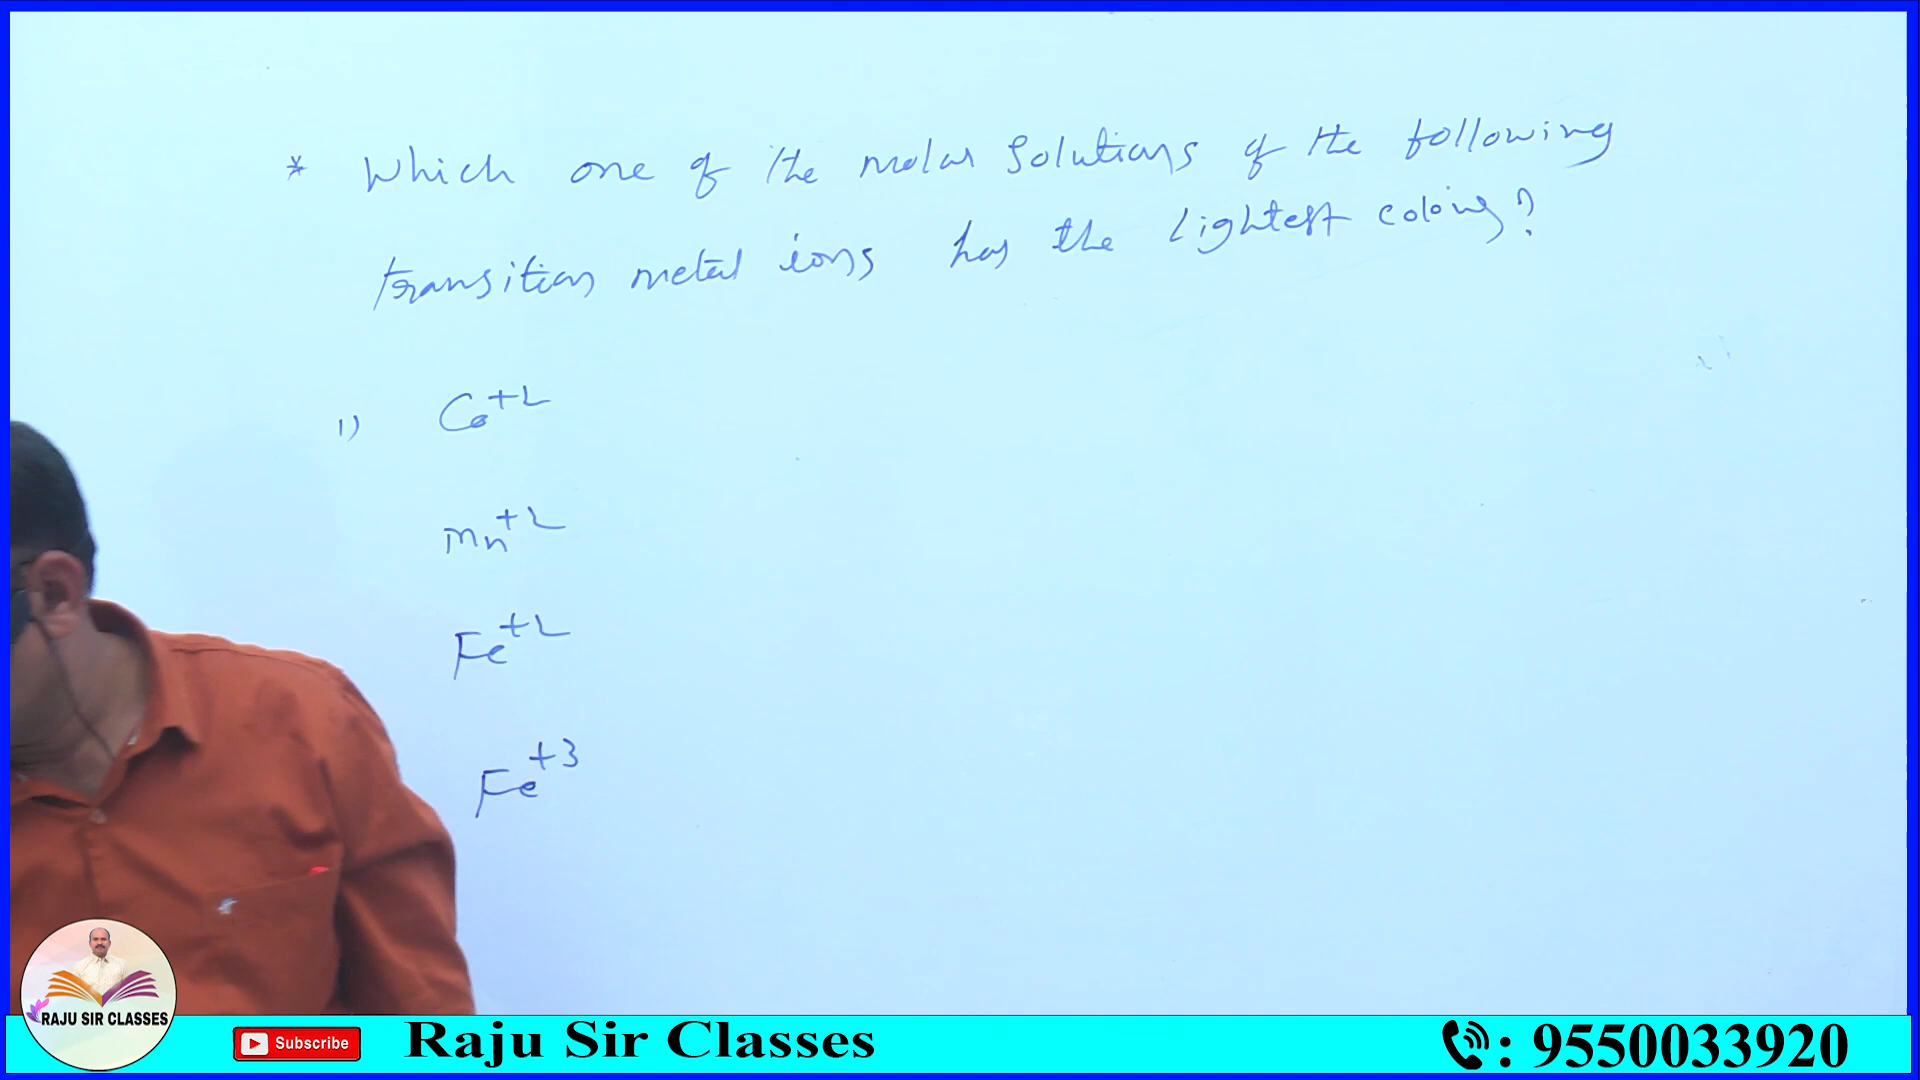 * Which one of the molar solutions of the following
transition metal ions has the lightest colour?
1) Co+2
Mn+2
Fe+2
Fe+3
RAJU SIR CLASSES
Subscribe
Raju Sir Classes
: 9550033920